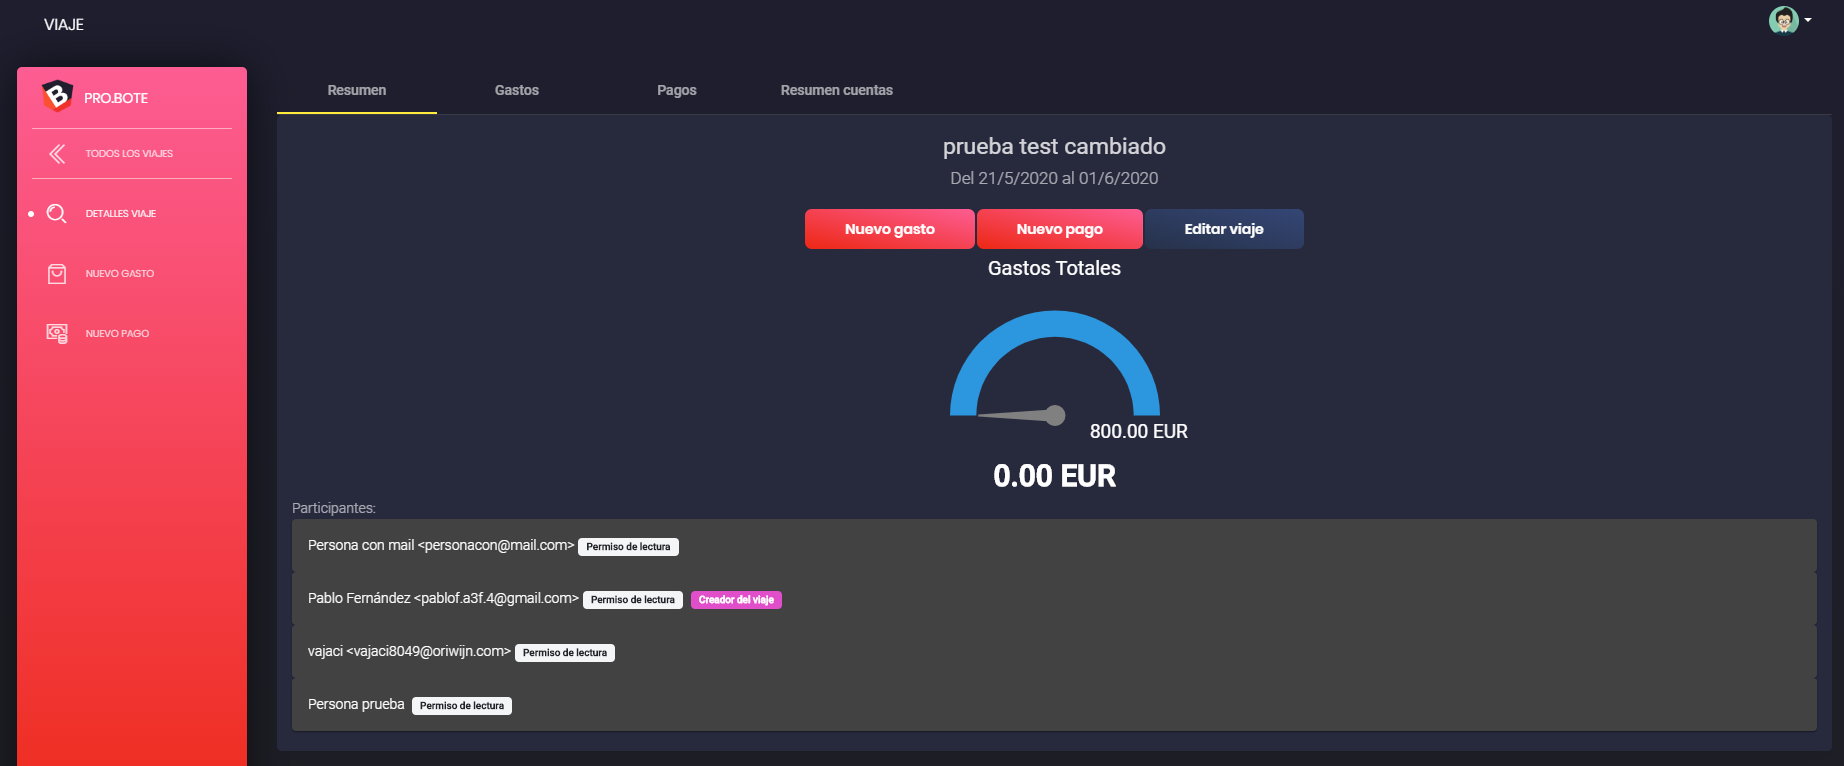 VIAJE
PRO.BOTE
TODOS LOS VIAJES
DETALLES VIAJE
NUEVO GASTO
NUEVO PAGO
Resumen Gastos Pagos Resumen cuentas
prueba test cambiado
Del 21/5/2020 al 01/6/2020
Nuevo gasto Nuevo pago Editar viaje
Gastos Totales
800.00 EUR
0.00 EUR
Participantes:
Persona con mail <personacon@mail.com> Permiso de lectura
Pablo Fernández <pablof.a3f.4@gmail.com> Permiso de lectura Creador del viaje
vajaci <vajaci8049@oriwijn.com> Permiso de lectura
Persona prueba Permiso de lectura